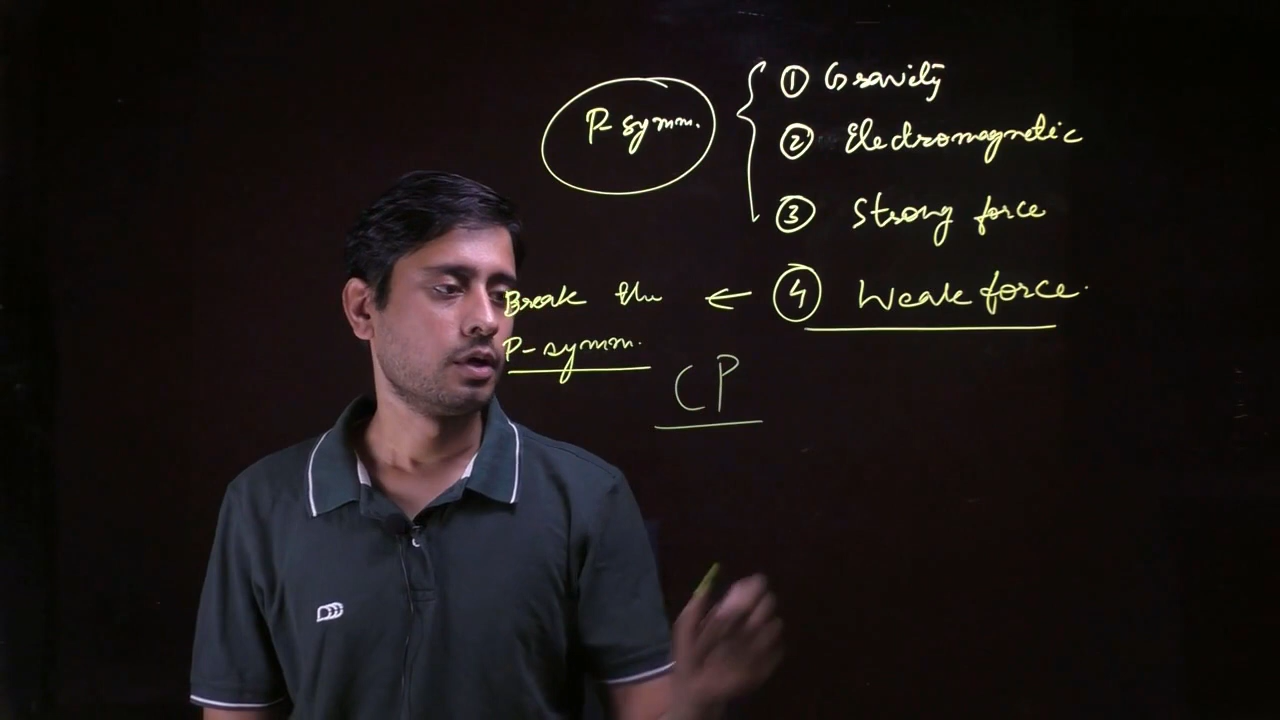 P-symm.
① Gravity
② Electromagnetic
③ Strong force
④ Weak force.
← Break the
P-symm.
CP